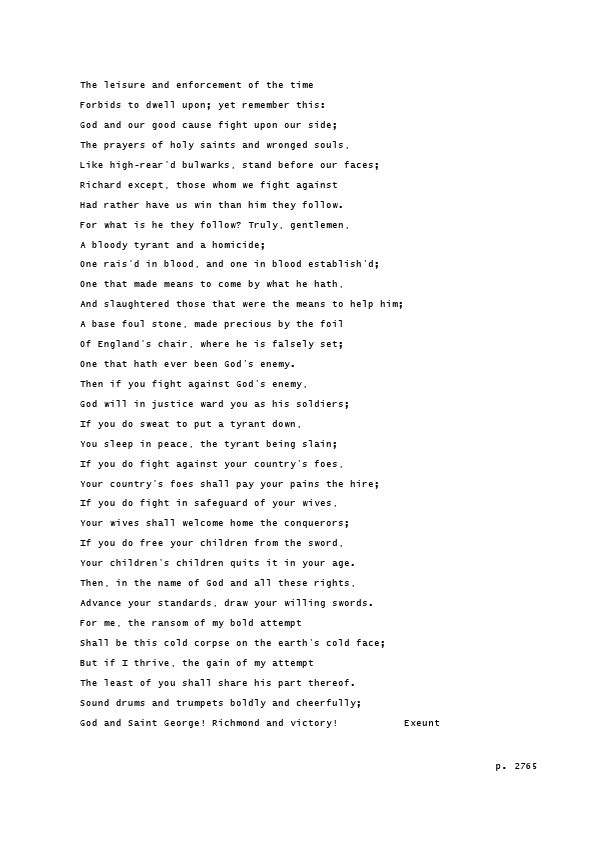 The leisure and enforcement of the time
Forbids to dwell upon; yet remember this:
God and our good cause fight upon our side;
The prayers of holy saints and wronged souls,
Like high-rear'd bulwarks, stand before our faces;
Richard except, those whom we fight against
Had rather have us win than him they follow.
For what is he they follow? Truly, gentlemen,
A bloody tyrant and a homicide;
One rais'd in blood, and one in blood establish'd;
One that made means to come by what he hath,
And slaughtered those that were the means to help him;
A base foul stone, made precious by the foil
Of England's chair, where he is falsely set;
One that hath ever been God's enemy.
Then if you fight against God's enemy,
God will in justice ward you as his soldiers;
If you do sweat to put a tyrant down,
You sleep in peace, the tyrant being slain;
If you do fight against your country's foes,
Your country's foes shall pay your pains the hire;
If you do fight in safeguard of your wives,
Your wives shall welcome home the conquerors;
If you do free your children from the sword,
Your children's children quits it in your age.
Then, in the name of God and all these rights,
Advance your standards, draw your willing swords.
For me, the ransom of my bold attempt
Shall be this cold corpse on the earth's cold face;
But if I thrive, the gain of my attempt
The least of you shall share his part thereof.
Sound drums and trumpets boldly and cheerfully;
God and Saint George! Richmond and victory! Exeunt
p. 2765